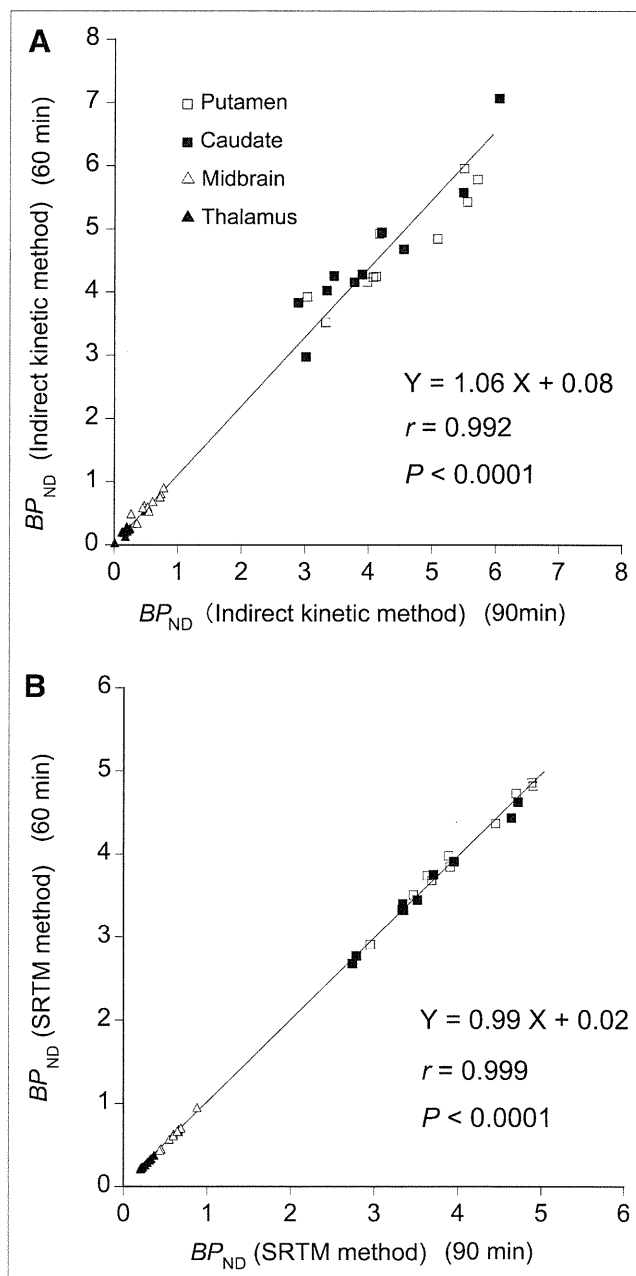 A
8
7
6
5
4
3
2
1
0
Putamen
Caudate
Midbrain
Thalamus
Y = 1.06 X + 0.08
r = 0.992
P < 0.0001
BPND (Indirect kinetic method) (60 min)
1 2 3 4 5 6 7 8
BPND (Indirect kinetic method) (90min)
B
6
5
4
3
2
1
0
Y = 0.99 X + 0.02
r = 0.999
P < 0.0001
BPND (SRTM method) (60 min)
0 1 2 3 4 5 6
BPND (SRTM method) (90 min)